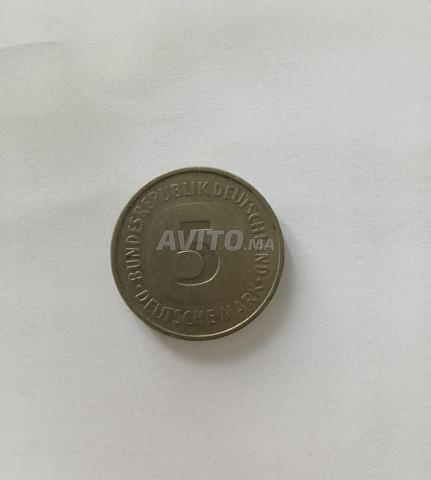 BUNDESREPUBLIK DEUTSCHLAND
5
DEUTSCHE MARK
AVITO.MA